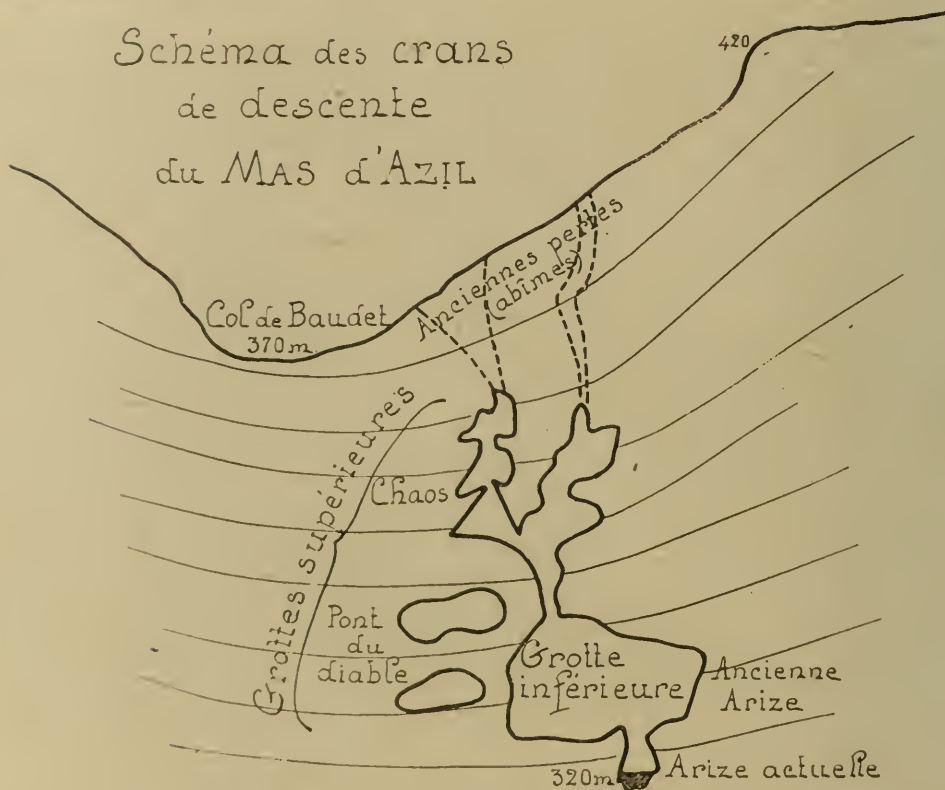 Schéma des crans
de descente
du MAS d'AZIL
420
Anciennes pertes
(abîmes)
Col de Baudet
370m
Grottes supérieures
Chaos
Pont
du
diable
Grotte
inférieure
Ancienne
Arize
320m
Arize actuelle